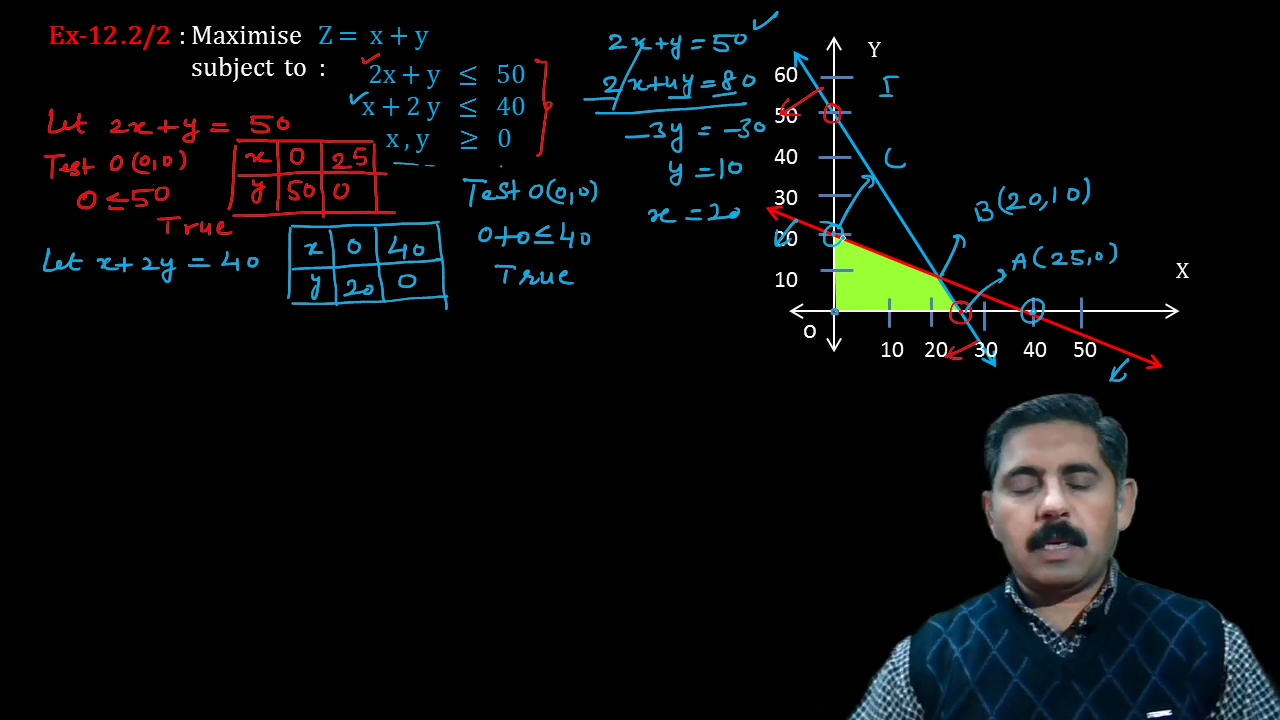 Ex-12.2/2 : Maximise Z = x + y
subject to :
2x + y ≤ 50
x + 2 y ≤ 40
x , y ≥ 0
Let 2x+y = 50
Test O(0,0)
0 ≤ 50
True
x 0 25
y 50 0
Let x+2y = 40
x 0 40
y 20 0
Test O(0,0)
0+0 ≤ 40
True
2x+y = 50
2x+4y = 80
-3y = -30
y = 10
x = 20
Y
I
60
50
40
30
20
10
C
B(20,10)
A(25,0)
X
O
10 20 30 40 50